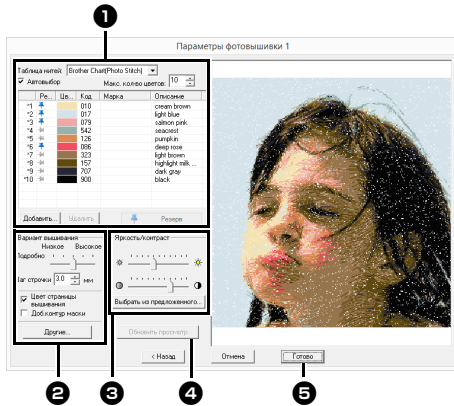 1
Параметры фотовышивки 1
Таблица нитей: Brother Chart(Photo Stitch)
Автовыбор Макс. кол-во цветов: 10
Ре... Цв... Код Марка Описание
*1 010 cream brown
*2 017 light blue
*3 079 salmon pink
*4 542 seacrest
*5 126 pumpkin
*6 086 deep rose
*7 323 light brown
*8 157 highlight milk ...
*9 707 dark gray
*10 900 black
Добавить... Удалить Резерв
Вариант вышивания
Низкое Высокое
Подробно
Шаг строчки 3.0 мм
Цвет страницы вышивания
Доб.контур маски
Другие...
Яркость/контраст
Выбрать из предложенного...
Обновить просмотр
< Назад Отмена Готово
2 3 4 5